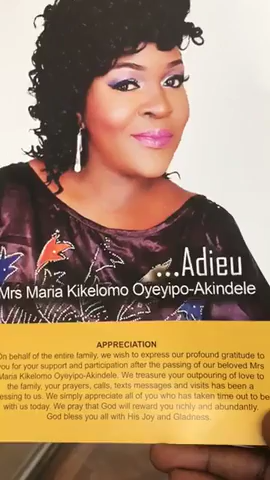 ...Adieu
Mrs Maria Kikelomo Oyeyipo-Akindele
APPRECIATION
On behalf of the entire family, we wish to express our profound gratitude to
you for your support and participation after the passing of our beloved Mrs
Maria Kikelomo Oyeyipo-Akindele. We treasure your outpouring of love to
the family, your prayers, calls, texts messages and visits has been a
blessing to us. We simply appreciate all of you who has taken time out to be
with us today. We pray that God will reward you richly and abundantly.
God bless you all with His Joy and Gladness.